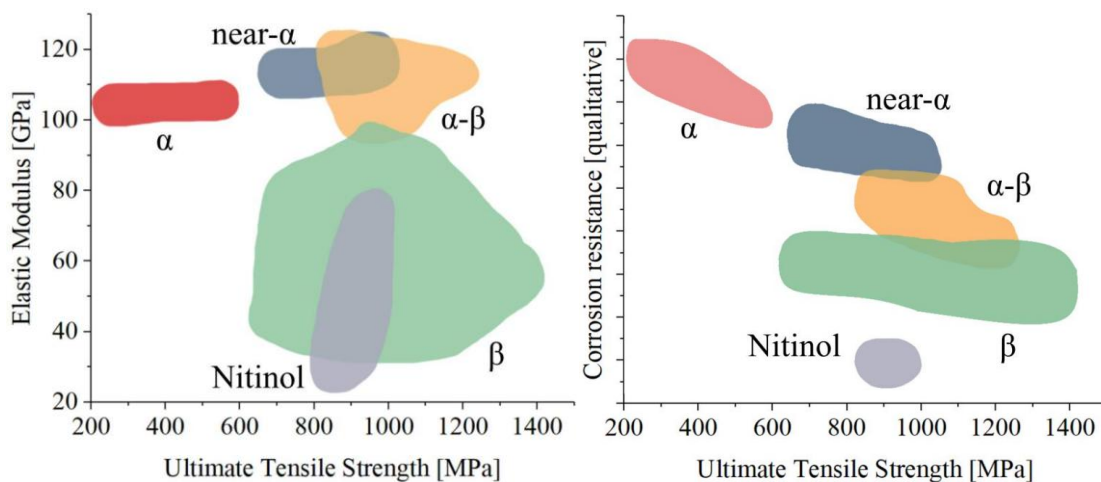 Elastic Modulus [GPa]
120
100
80
60
40
20
near-α
α
α-β
β
Nitinol
200 400 600 800 1000 1200 1400
Ultimate Tensile Strength [MPa]
Corrosion resistance [qualitative]
α
near-α
α-β
β
Nitinol
200 400 600 800 1000 1200 1400
Ultimate Tensile Strength [MPa]